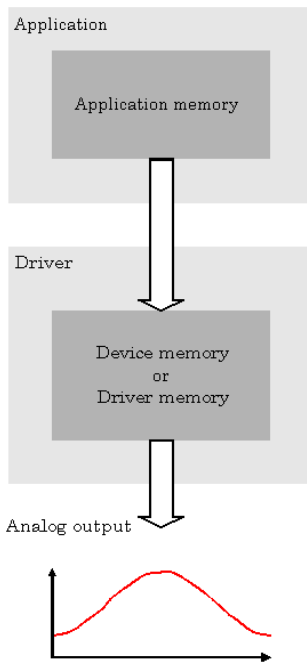 Application
Application memory
Driver
Device memory
or
Driver memory
Analog output